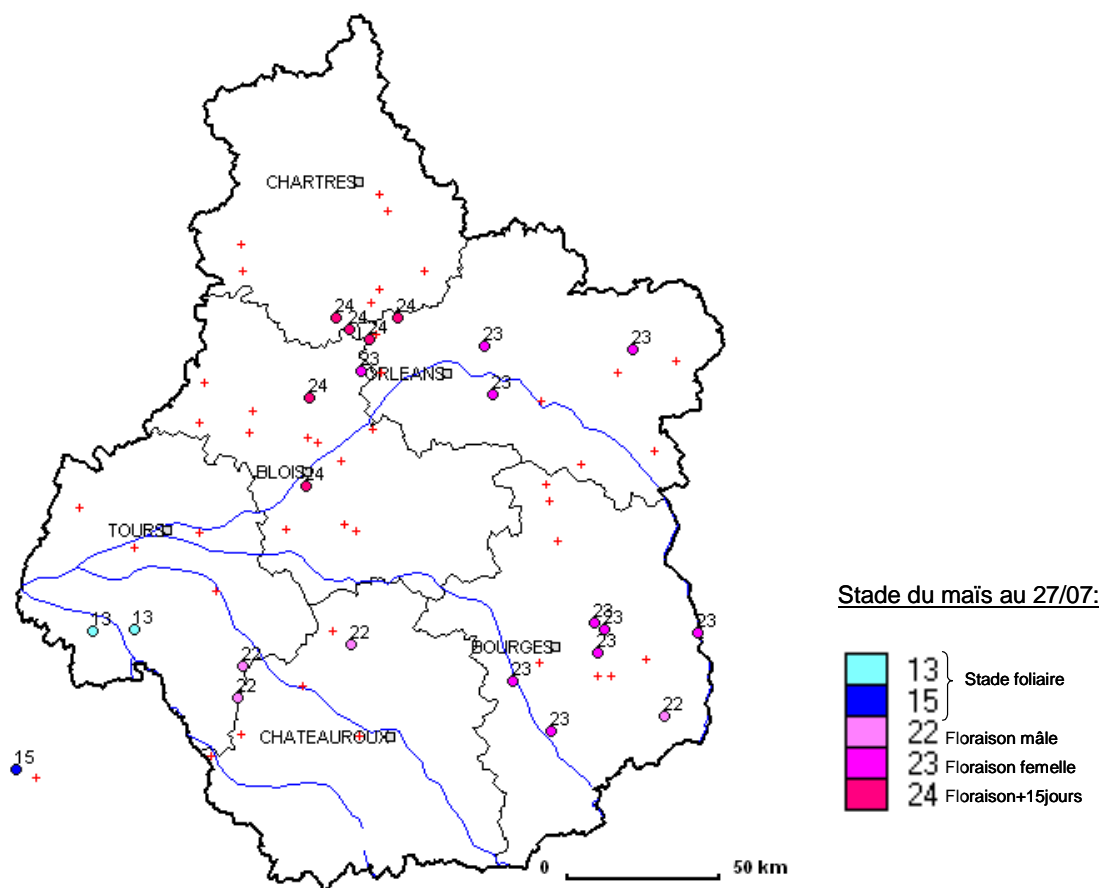 CHARTRES
24
24
24
24
23
23
23
ORLEANS
23
24
BLOIS
24
TOURS
13
13
22
22
22
23
23
23
23
BOURGES
23
23
22
CHATEAUROUX
15
0
50 km
Stade du maïs au 27/07:
13
Stade foliaire
15
22 Floraison mâle
23 Floraison femelle
24 Floraison+15jours